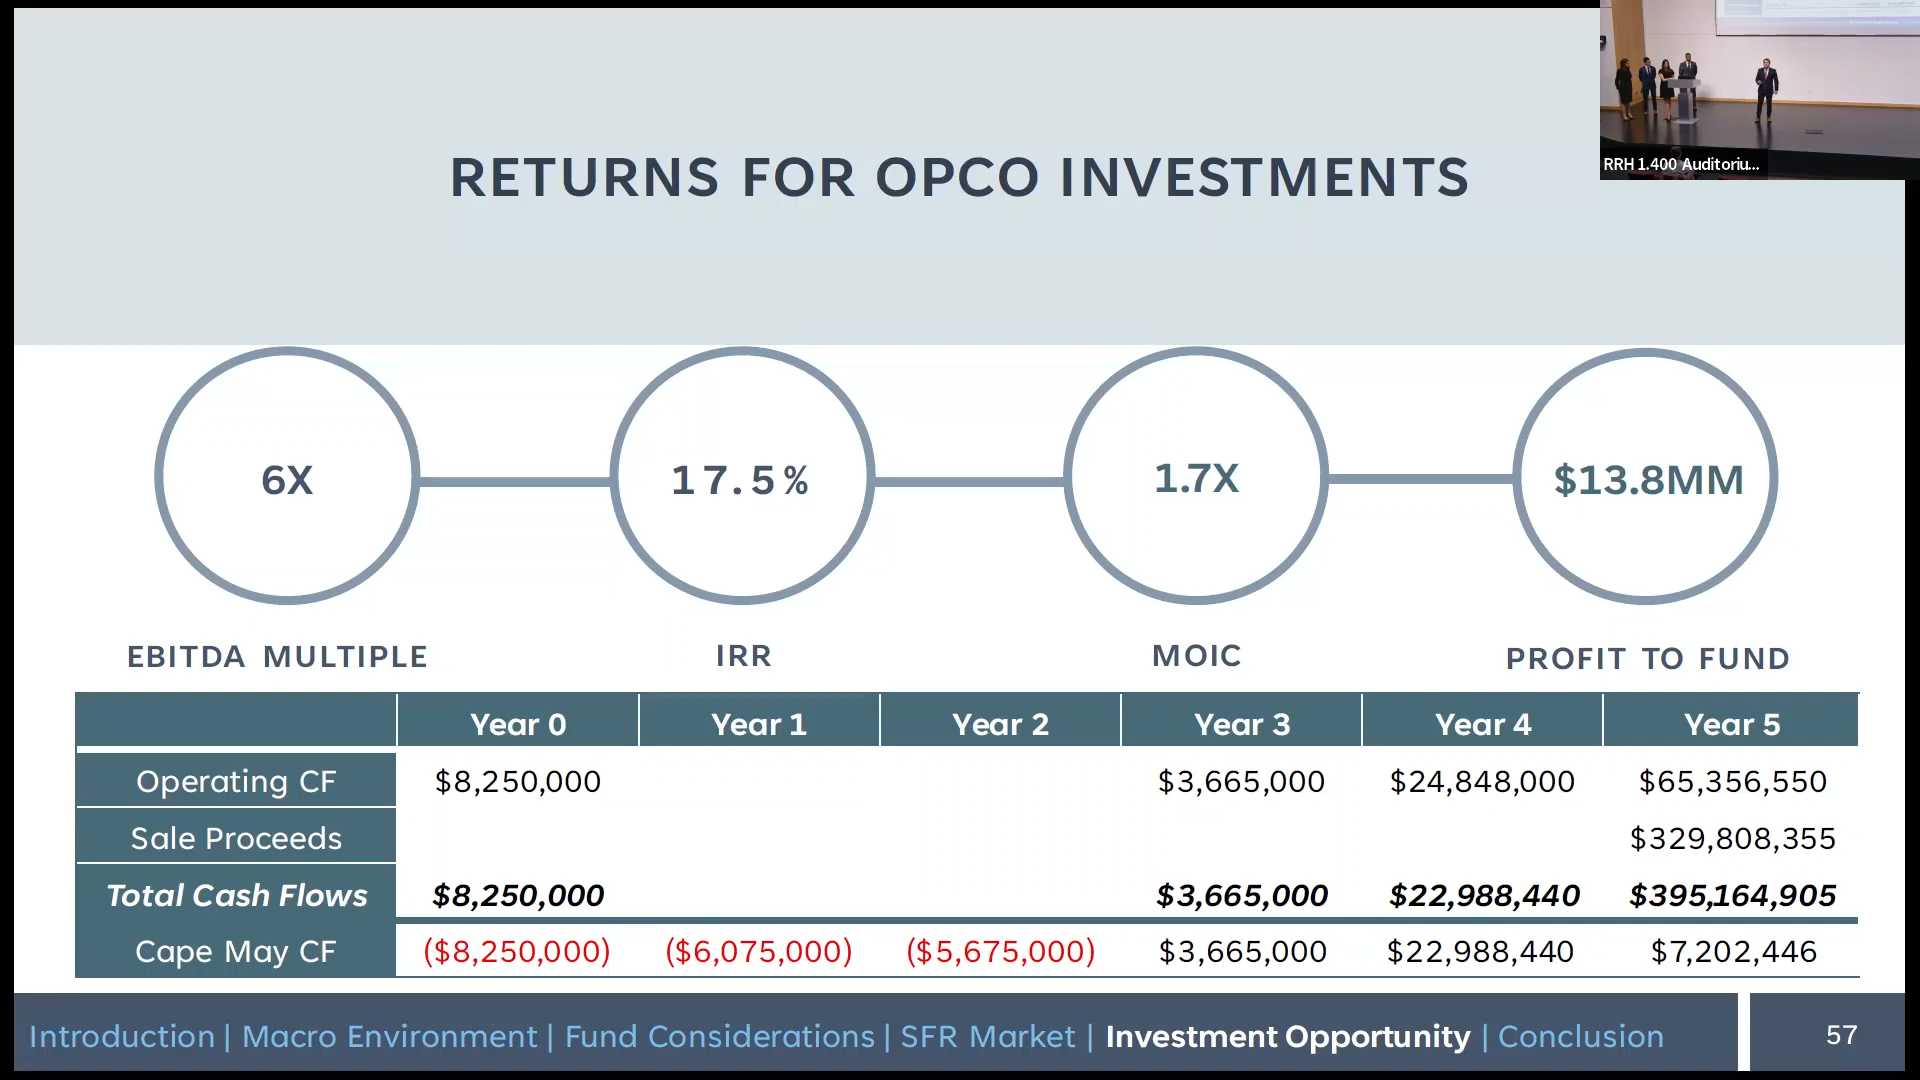 RETURNS FOR OPCO INVESTMENTS
RRH 1.400 Auditoriu...
6X
17.5%
1.7X
$13.8MM
EBITDA MULTIPLE
IRR
MOIC
PROFIT TO FUND
Year 0 Year 1 Year 2 Year 3 Year 4 Year 5
Operating CF $8,250,000 $3,665,000 $24,848,000 $65,356,550
Sale Proceeds $329,808,355
Total Cash Flows $8,250,000 $3,665,000 $22,988,440 $395,164,905
Cape May CF ($8,250,000) ($6,075,000) ($5,675,000) $3,665,000 $22,988,440 $7,202,446
Introduction | Macro Environment | Fund Considerations | SFR Market | Investment Opportunity | Conclusion
57